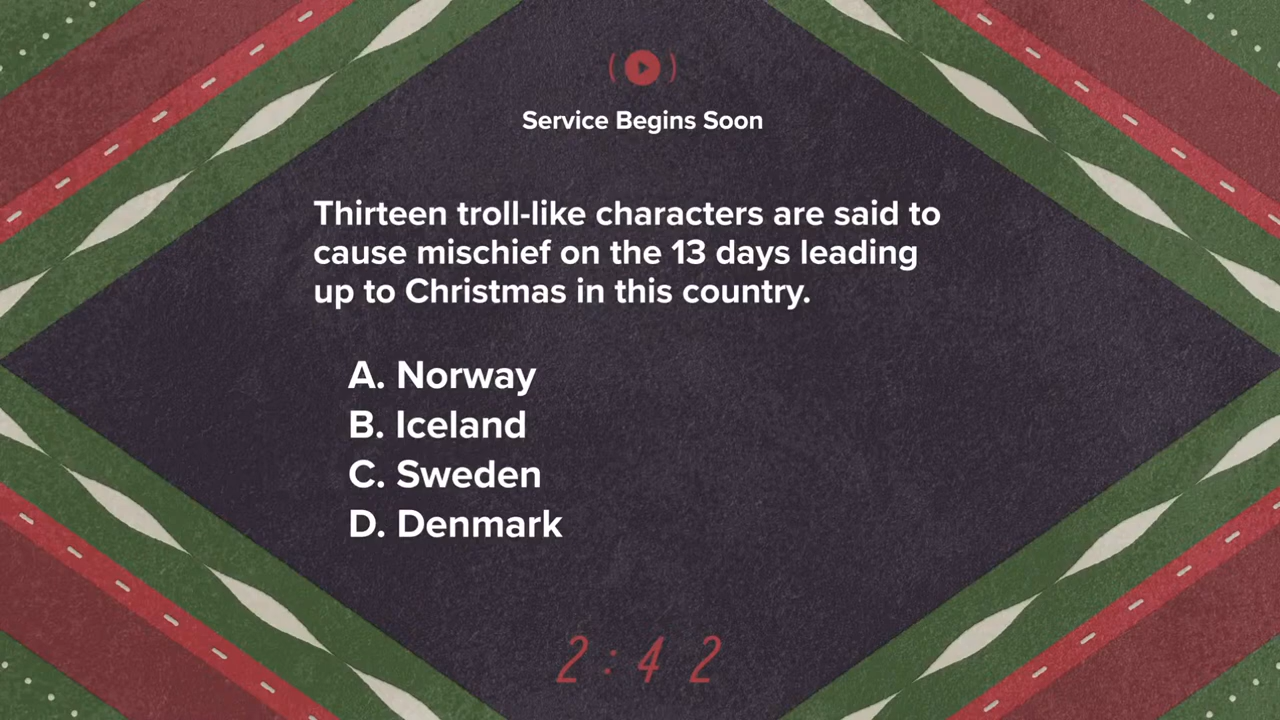 Service Begins Soon
Thirteen troll-like characters are said to
cause mischief on the 13 days leading
up to Christmas in this country.
A. Norway
B. Iceland
C. Sweden
D. Denmark
2:42